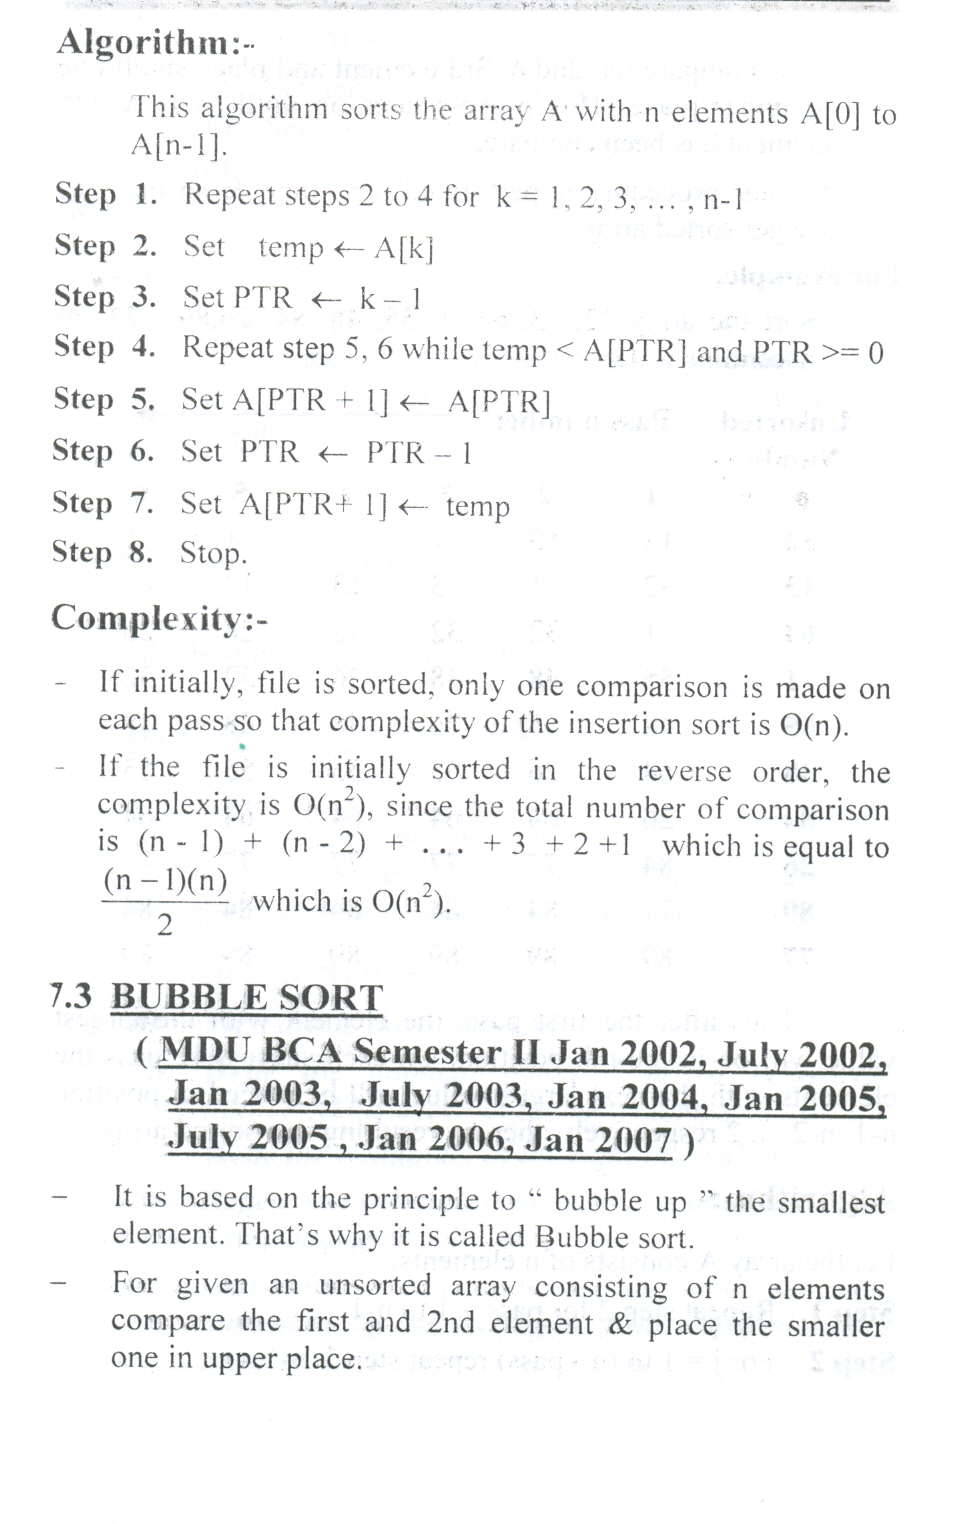 Algorithm:-
This algorithm sorts the array A with n elements A[0] to
A[n-1].
Step 1. Repeat steps 2 to 4 for k = 1, 2, 3, ... , n-1
Step 2. Set temp ← A[k]
Step 3. Set PTR ← k – 1
Step 4. Repeat step 5, 6 while temp < A[PTR] and PTR >= 0
Step 5. Set A[PTR + 1] ← A[PTR]
Step 6. Set PTR ← PTR – 1
Step 7. Set A[PTR+ 1] ← temp
Step 8. Stop.
Complexity:-
- If initially, file is sorted, only one comparison is made on
each pass so that complexity of the insertion sort is O(n).
- If the file is initially sorted in the reverse order, the
complexity is O(n²), since the total number of comparison
is (n - 1) + (n - 2) + ... + 3 + 2 +1 which is equal to
(n – 1)(n)
2
which is O(n²).
7.3 BUBBLE SORT
( MDU BCA Semester II Jan 2002, July 2002,
Jan 2003, July 2003, Jan 2004, Jan 2005,
July 2005 , Jan 2006, Jan 2007 )
– It is based on the principle to “ bubble up ” the smallest
element. That’s why it is called Bubble sort.
– For given an unsorted array consisting of n elements
compare the first and 2nd element & place the smaller
one in upper place.